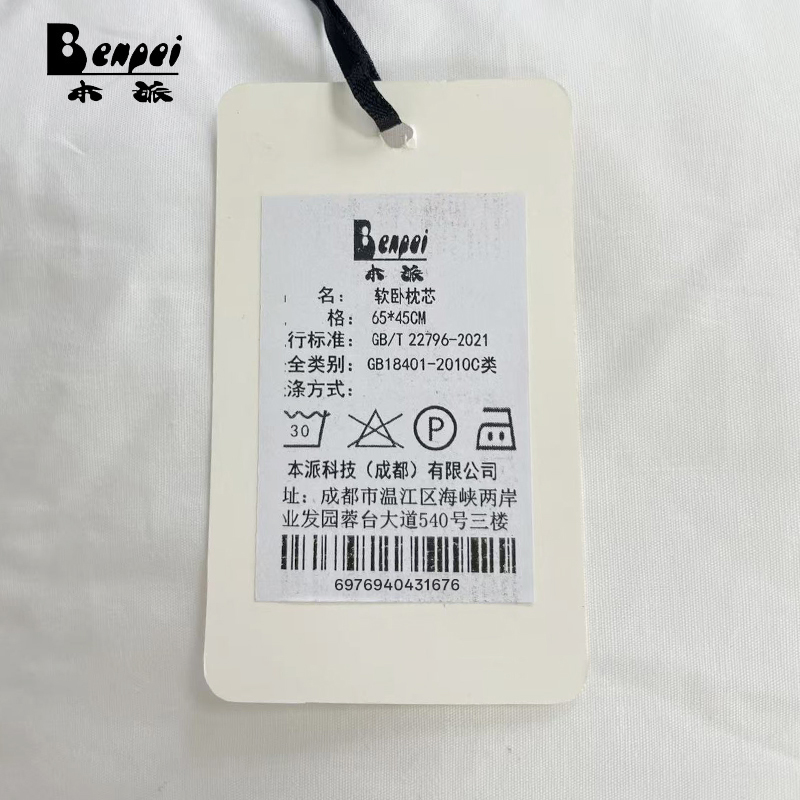 Benpei
本派
Benpei
本派
名: 软卧枕芯
格: 65*45CM
行标准: GB/T 22796-2021
全类别: GB18401-2010C类
涤方式:
30 P
本派科技（成都）有限公司
址: 成都市温江区海峡两岸
业发园蓉台大道540号三楼
6976940431676